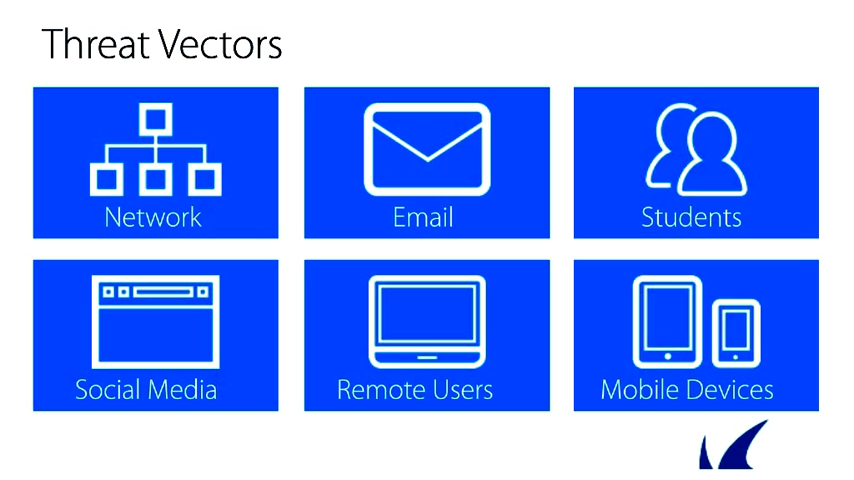 Threat Vectors
Network
Email
Students
Social Media
Remote Users
Mobile Devices